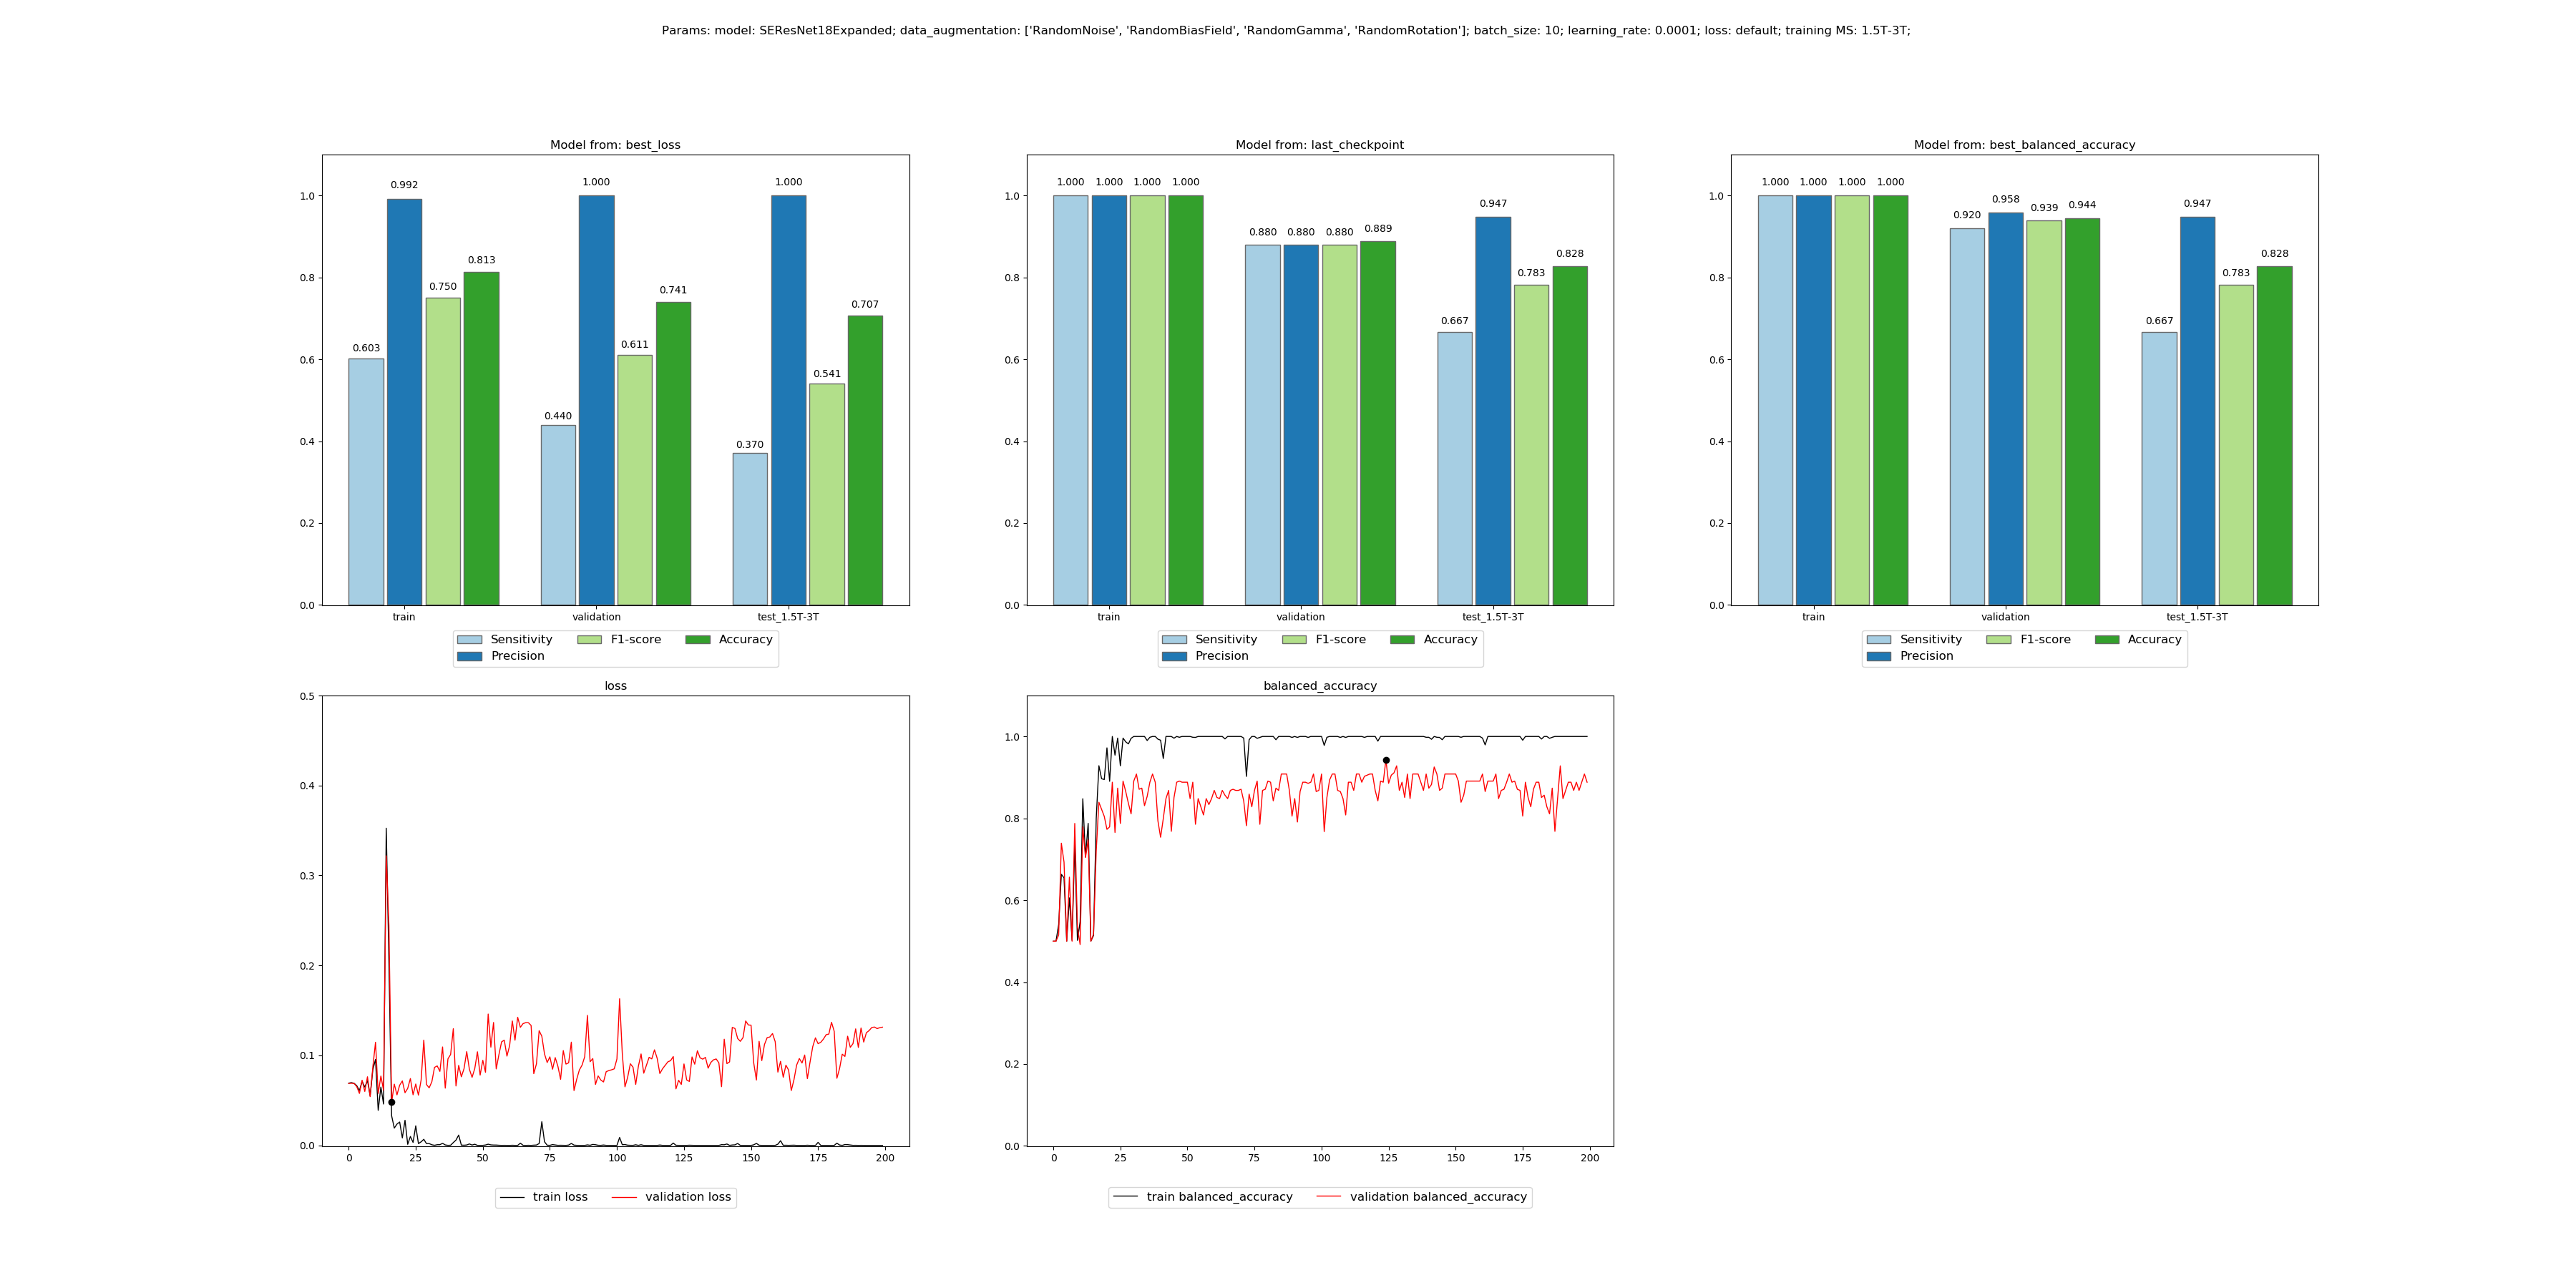 Params: model: SEResNet18Expanded; data_augmentation: ['RandomNoise', 'RandomBiasField', 'RandomGamma', 'RandomRotation']; batch_size: 10; learning_rate: 0.0001; loss: default; training MS: 1.5T-3T;
Model from: best_loss
1.0
0.8
0.6
0.4
0.2
0.0
0.603
0.992
0.750
0.813
0.440
1.000
0.611
0.741
0.370
1.000
0.541
0.707
train
validation
test_1.5T-3T
Sensitivity
F1-score
Accuracy
Precision
Model from: last_checkpoint
1.0
0.8
0.6
0.4
0.2
0.0
1.000
1.000
1.000
1.000
0.880
0.880
0.880
0.889
0.667
0.947
0.783
0.828
train
validation
test_1.5T-3T
Sensitivity
F1-score
Accuracy
Precision
Model from: best_balanced_accuracy
1.0
0.8
0.6
0.4
0.2
0.0
1.000
1.000
1.000
1.000
0.920
0.958
0.939
0.944
0.667
0.947
0.783
0.828
train
validation
test_1.5T-3T
Sensitivity
F1-score
Accuracy
Precision
loss
0.5
0.4
0.3
0.2
0.1
0.0
0
25
50
75
100
125
150
175
200
train loss
validation loss
balanced_accuracy
1.0
0.8
0.6
0.4
0.2
0.0
0
25
50
75
100
125
150
175
200
train balanced_accuracy
validation balanced_accuracy